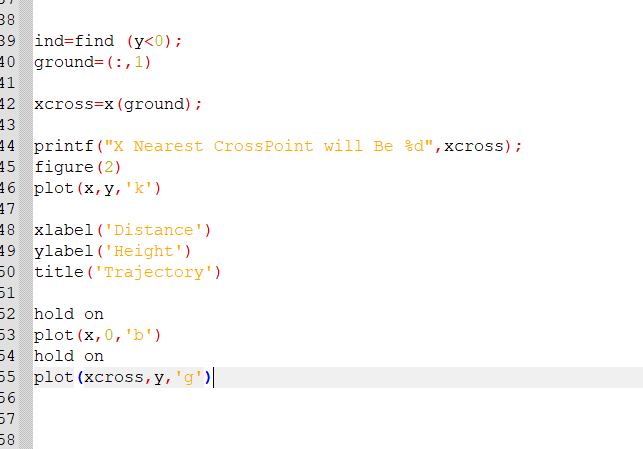 38
39 ind=find (y<0);
40 ground=(:,1)
41
42 xcross=x(ground);
43
44 printf("X Nearest CrossPoint will Be %d",xcross);
45 figure(2)
46 plot(x,y,'k')
47
48 xlabel('Distance')
49 ylabel('Height')
50 title('Trajectory')
51
52 hold on
53 plot(x,0,'b')
54 hold on
55 plot(xcross,y,'g')
56
57
58